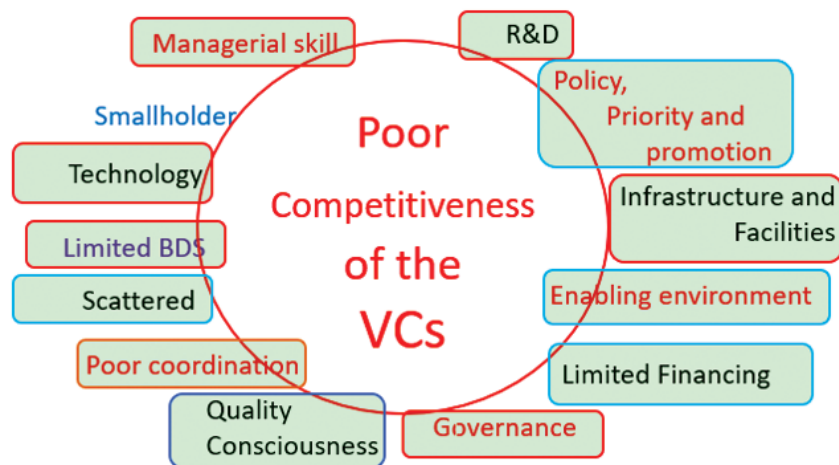 Managerial skill
R&D
Smallholder
Policy,
Priority and
promotion
Technology
Infrastructure and
Facilities
Limited BDS
Scattered
Enabling environment
Poor coordination
Limited Financing
Quality
Consciousness
Governance
Poor
Competitiveness
of the
VCs